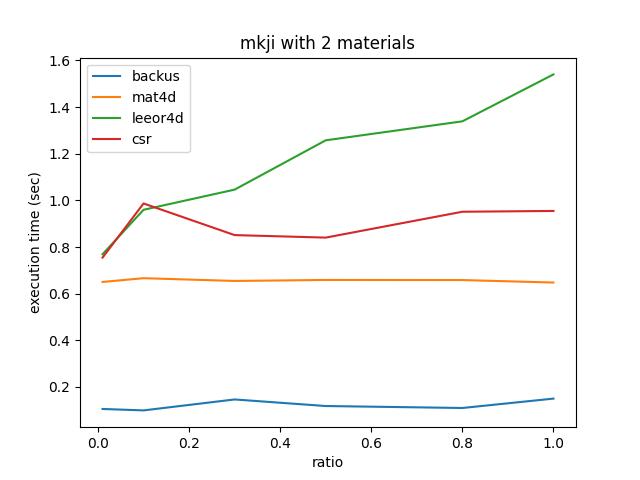 mkji with 2 materials
backus
mat4d
leeor4d
csr
1.6
1.4
1.2
1.0
0.8
0.6
0.4
0.2
execution time (sec)
0.0 0.2 0.4 0.6 0.8 1.0
ratio